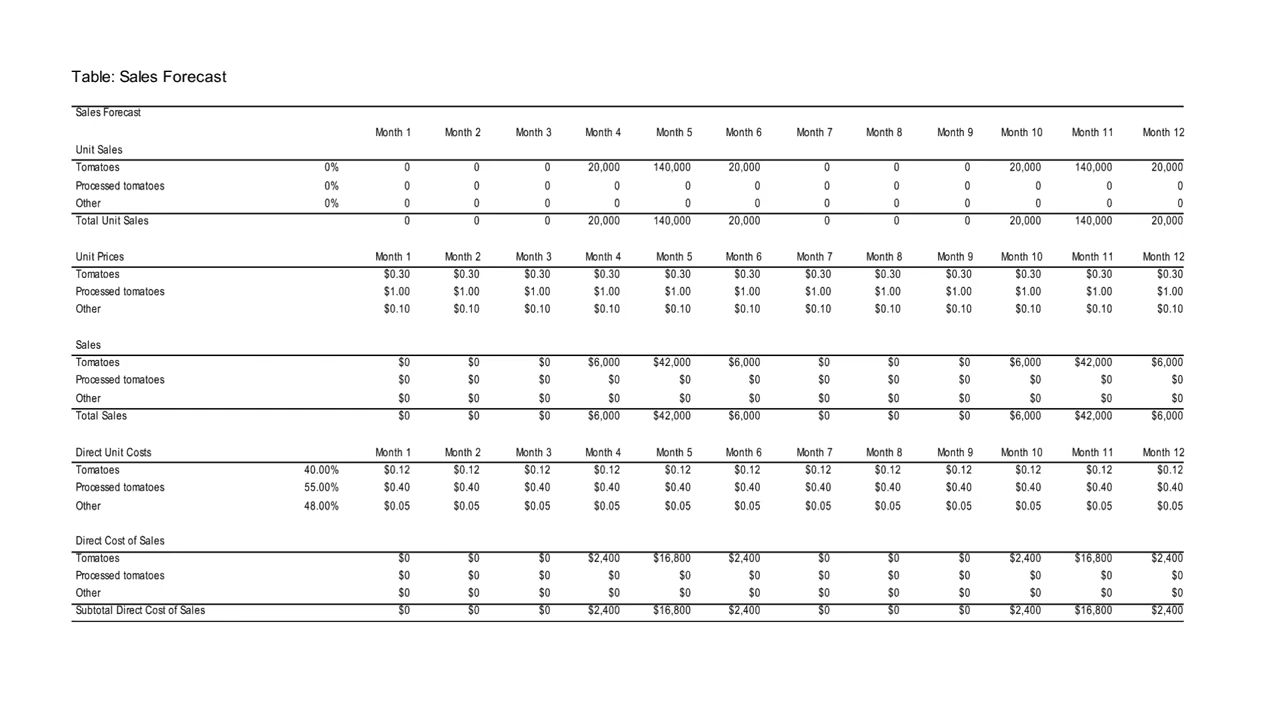 Table: Sales Forecast
Sales Forecast
Month 1 Month 2 Month 3 Month 4 Month 5 Month 6 Month 7 Month 8 Month 9 Month 10 Month 11 Month 12
Unit Sales
Tomatoes 0% 0 0 0 20,000 140,000 20,000 0 0 0 20,000 140,000 20,000
Processed tomatoes 0% 0 0 0 0 0 0 0 0 0 0 0 0
Other 0% 0 0 0 0 0 0 0 0 0 0 0 0
Total Unit Sales 0 0 0 20,000 140,000 20,000 0 0 0 20,000 140,000 20,000
Unit Prices Month 1 Month 2 Month 3 Month 4 Month 5 Month 6 Month 7 Month 8 Month 9 Month 10 Month 11 Month 12
Tomatoes $0.30 $0.30 $0.30 $0.30 $0.30 $0.30 $0.30 $0.30 $0.30 $0.30 $0.30 $0.30
Processed tomatoes $1.00 $1.00 $1.00 $1.00 $1.00 $1.00 $1.00 $1.00 $1.00 $1.00 $1.00 $1.00
Other $0.10 $0.10 $0.10 $0.10 $0.10 $0.10 $0.10 $0.10 $0.10 $0.10 $0.10 $0.10
Sales
Tomatoes $0 $0 $0 $6,000 $42,000 $6,000 $0 $0 $0 $6,000 $42,000 $6,000
Processed tomatoes $0 $0 $0 $0 $0 $0 $0 $0 $0 $0 $0 $0
Other $0 $0 $0 $0 $0 $0 $0 $0 $0 $0 $0 $0
Total Sales $0 $0 $0 $6,000 $42,000 $6,000 $0 $0 $0 $6,000 $42,000 $6,000
Direct Unit Costs Month 1 Month 2 Month 3 Month 4 Month 5 Month 6 Month 7 Month 8 Month 9 Month 10 Month 11 Month 12
Tomatoes 40.00% $0.12 $0.12 $0.12 $0.12 $0.12 $0.12 $0.12 $0.12 $0.12 $0.12 $0.12 $0.12
Processed tomatoes 55.00% $0.40 $0.40 $0.40 $0.40 $0.40 $0.40 $0.40 $0.40 $0.40 $0.40 $0.40 $0.40
Other 48.00% $0.05 $0.05 $0.05 $0.05 $0.05 $0.05 $0.05 $0.05 $0.05 $0.05 $0.05 $0.05
Direct Cost of Sales
Tomatoes $0 $0 $0 $2,400 $16,800 $2,400 $0 $0 $0 $2,400 $16,800 $2,400
Processed tomatoes $0 $0 $0 $0 $0 $0 $0 $0 $0 $0 $0 $0
Other $0 $0 $0 $0 $0 $0 $0 $0 $0 $0 $0 $0
Subtotal Direct Cost of Sales $0 $0 $0 $2,400 $16,800 $2,400 $0 $0 $0 $2,400 $16,800 $2,400